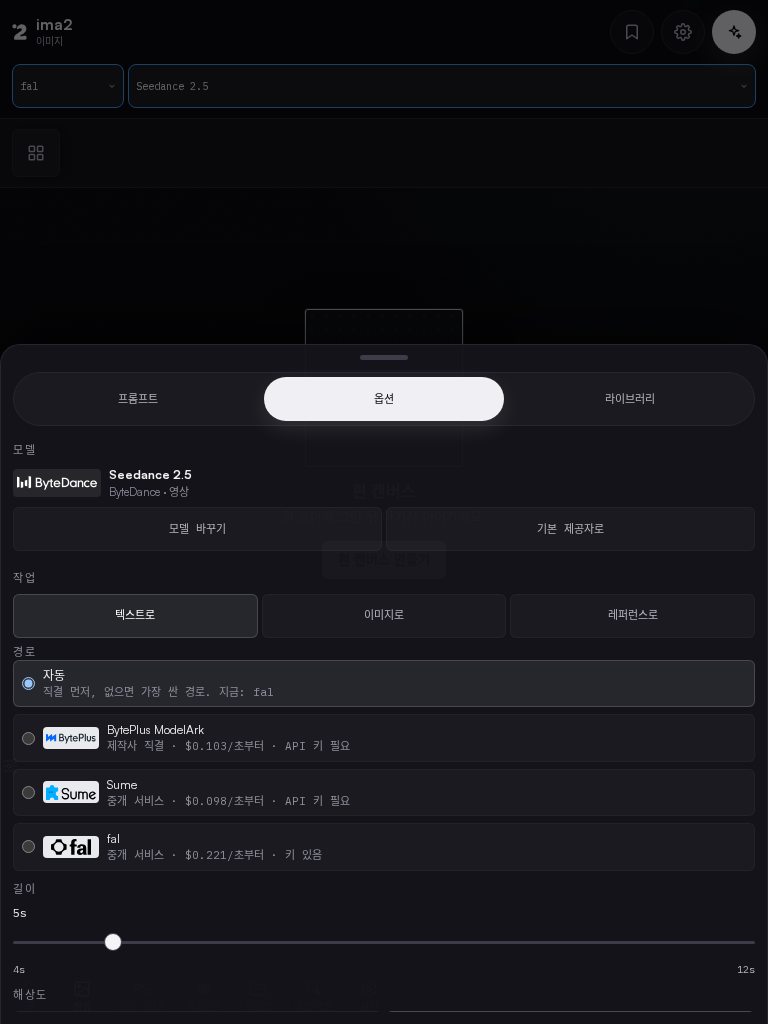 ima2
이미지
fal
Seedance 2.5
프롬프트
옵션
라이브러리
모델
ByteDance
Seedance 2.5
ByteDance • 영상
모델 바꾸기
기본 제공자로
작업
텍스트로
이미지로
레퍼런스로
경로
자동
직결 먼저, 없으면 가장 싼 경로. 지금: fal
BytePlus
BytePlus ModelArk
제작사 직결 · $0.103/초부터 · API 키 필요
Sume
Sume
중개 서비스 · $0.098/초부터 · API 키 필요
fal
fal
중개 서비스 · $0.221/초부터 · 키 있음
길이
5s
4s
12s
해상도